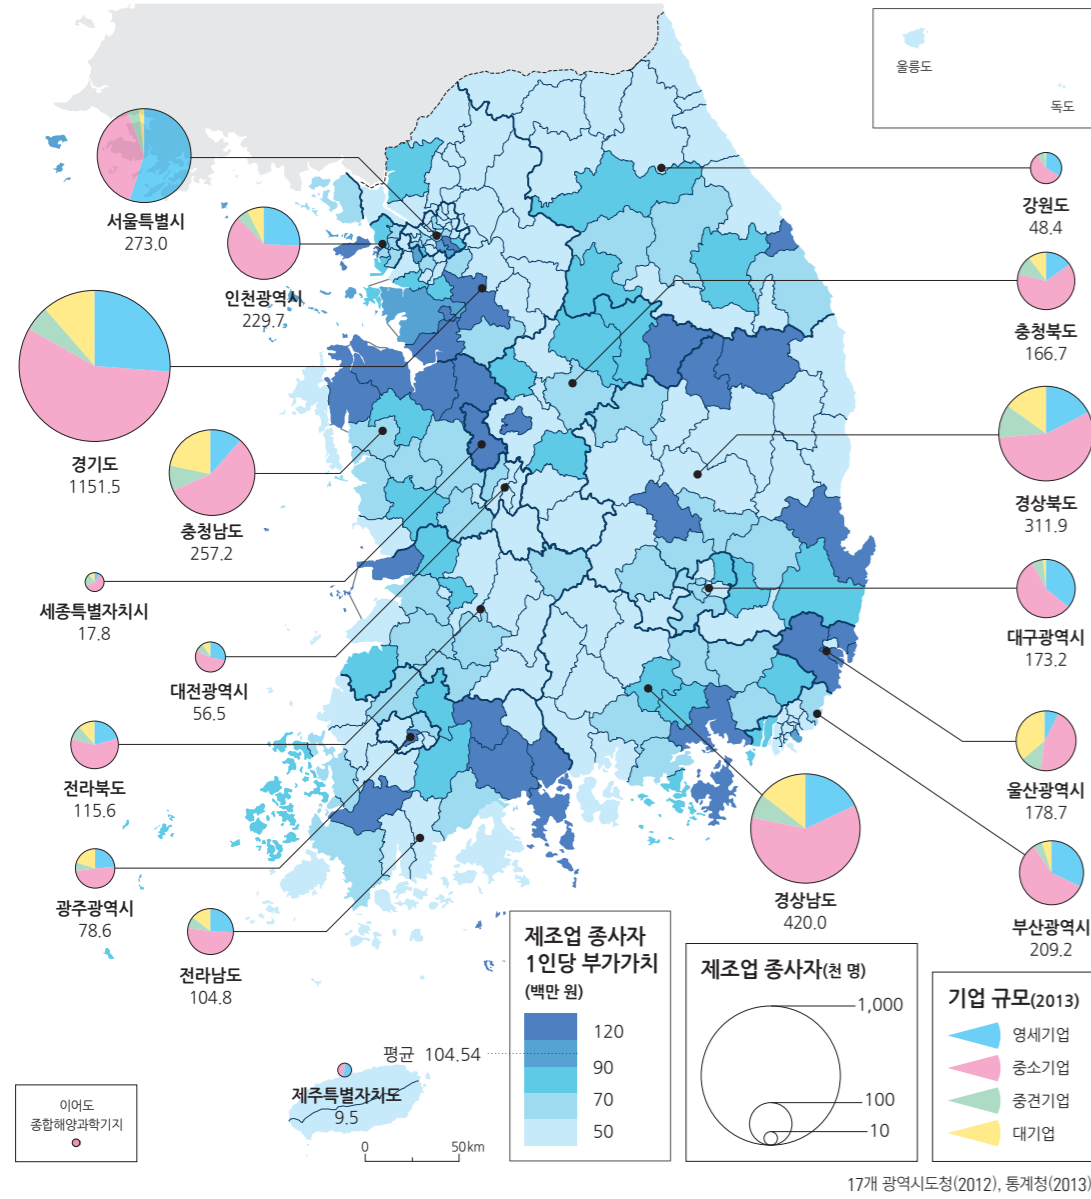 울릉도
독도
서울특별시
273.0
인천광역시
229.7
경기도
1151.5
충청남도
257.2
세종특별자치시
17.8
대전광역시
56.5
전라북도
115.6
광주광역시
78.6
전라남도
104.8
제주특별자치도
9.5
강원도
48.4
충청북도
166.7
경상북도
311.9
대구광역시
173.2
울산광역시
178.7
부산광역시
209.2
경상남도
420.0
이어도
종합해양과학기지
0 50km
제조업 종사자
1인당 부가가치
(백만 원)
120
평균 104.54
90
70
50
제조업 종사자(천 명)
1,000
100
10
기업 규모(2013)
영세기업
중소기업
중견기업
대기업
17개 광역시도청(2012), 통계청(2013)